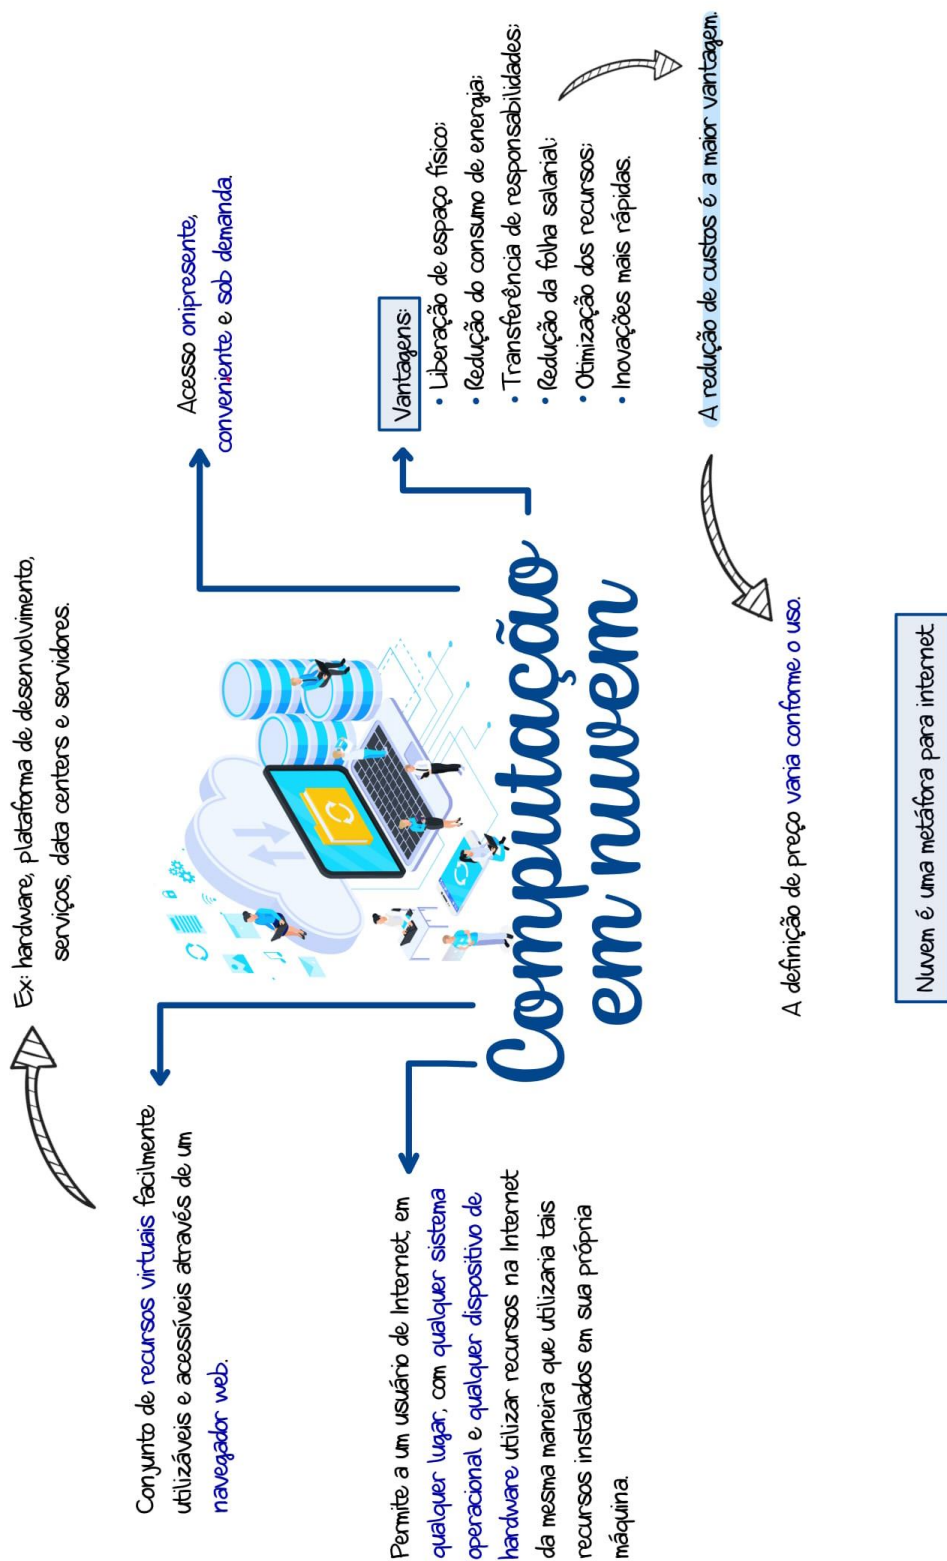 Ex: hardware, plataforma de desenvolvimento,
serviços, data centers e servidores.
Conjunto de recursos virtuais facilmente
utilizáveis e acessíveis através de um
navegador web.
Acesso onipresente,
conveniente e sob demanda.
Permite a um usuário de Internet, em
qualquer lugar, com qualquer sistema
operacional e qualquer dispositivo de
hardware utilizar recursos na Internet
da mesma maneira que utilizaria tais
recursos instalados em sua própria
máquina.
Computação
em nuvem
Vantagens:
• Liberação de espaço físico;
• Redução do consumo de energia;
• Transferência de responsabilidades;
• Redução da folha salarial;
• Otimização dos recursos;
• Inovações mais rápidas.
A redução de custos é a maior vantagem.
A definição de preço varia conforme o uso.
Nuvem é uma metáfora para internet